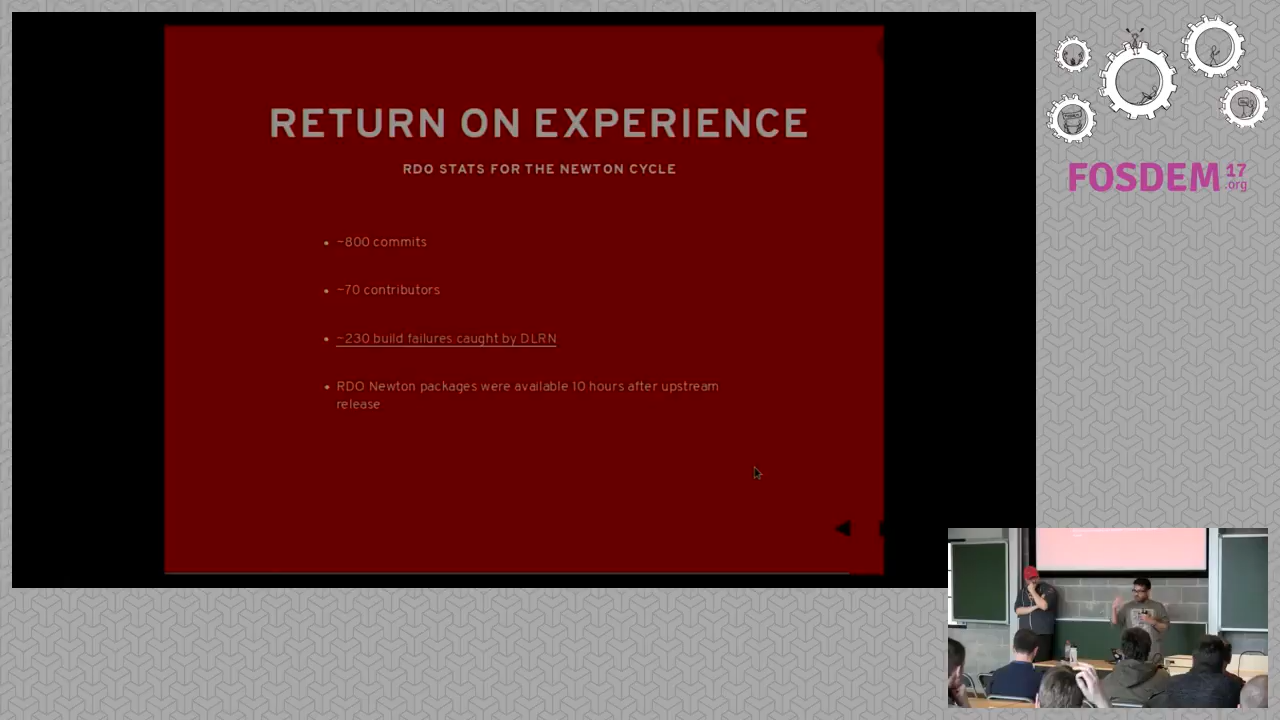 RETURN ON EXPERIENCE
RDO STATS FOR THE NEWTON CYCLE
~800 commits
~70 contributors
~230 build failures caught by DLRN
RDO Newton packages were available 10 hours after upstream
release
FOSDEM 17
.org